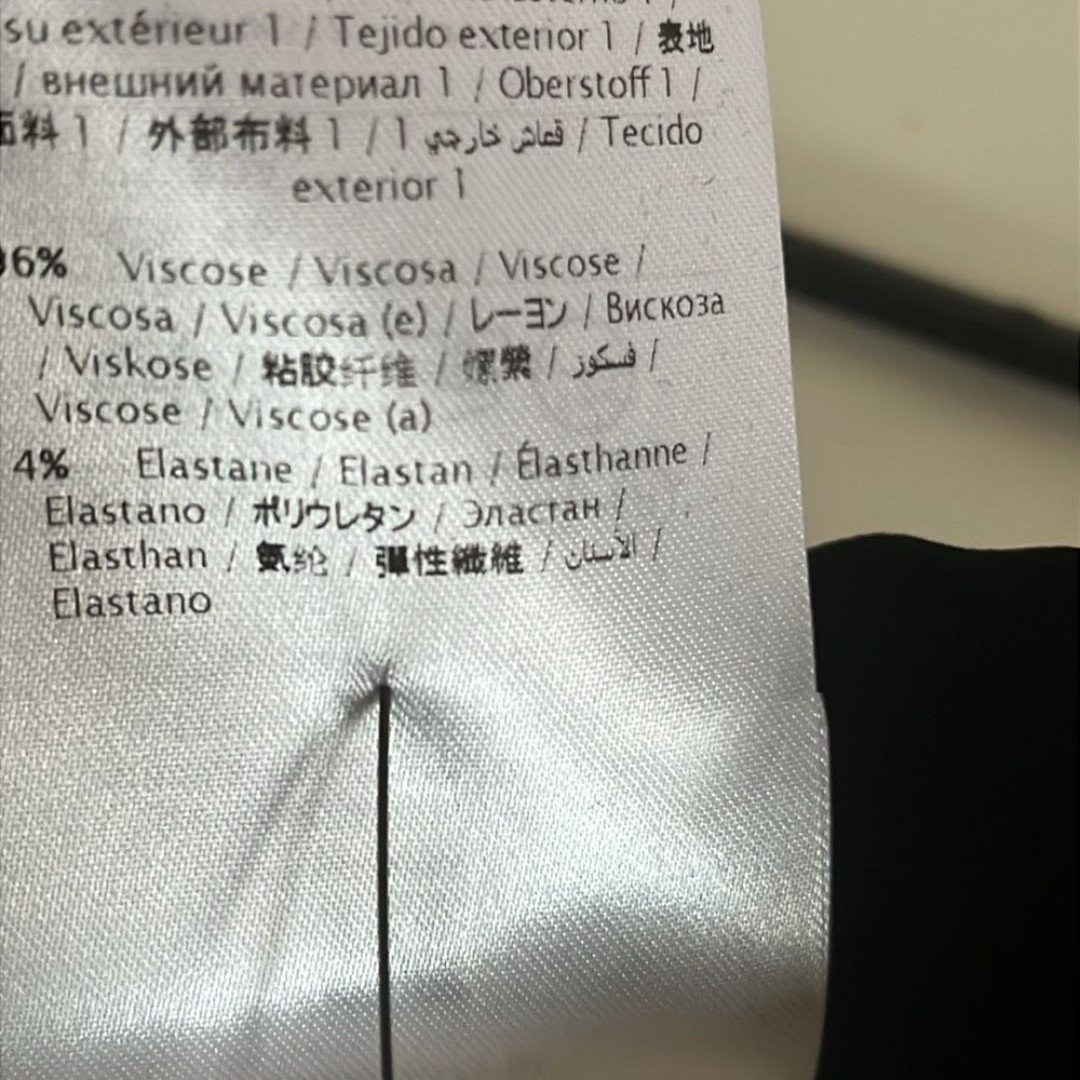 su extérieur 1 / Tejido exterior 1 / 表地
/ внешний материал 1 / Oberstoff 1 /
面料 1 / 外部布料 1 / 1 قماش خارجي / Tecido
exterior 1
96% Viscose / Viscosa / Viscose /
Viscosa / Viscosa (e) / レーヨン / Вискоза
/ Viskose / 粘胶纤维 / 嫘縈 / فسكوز /
Viscose / Viscose (a)
4% Elastane / Elastan / Élasthanne /
Elastano / ポリウレタン / Эластан /
Elasthan / 氨纶 / 彈性纖維 / الاستان /
Elastano